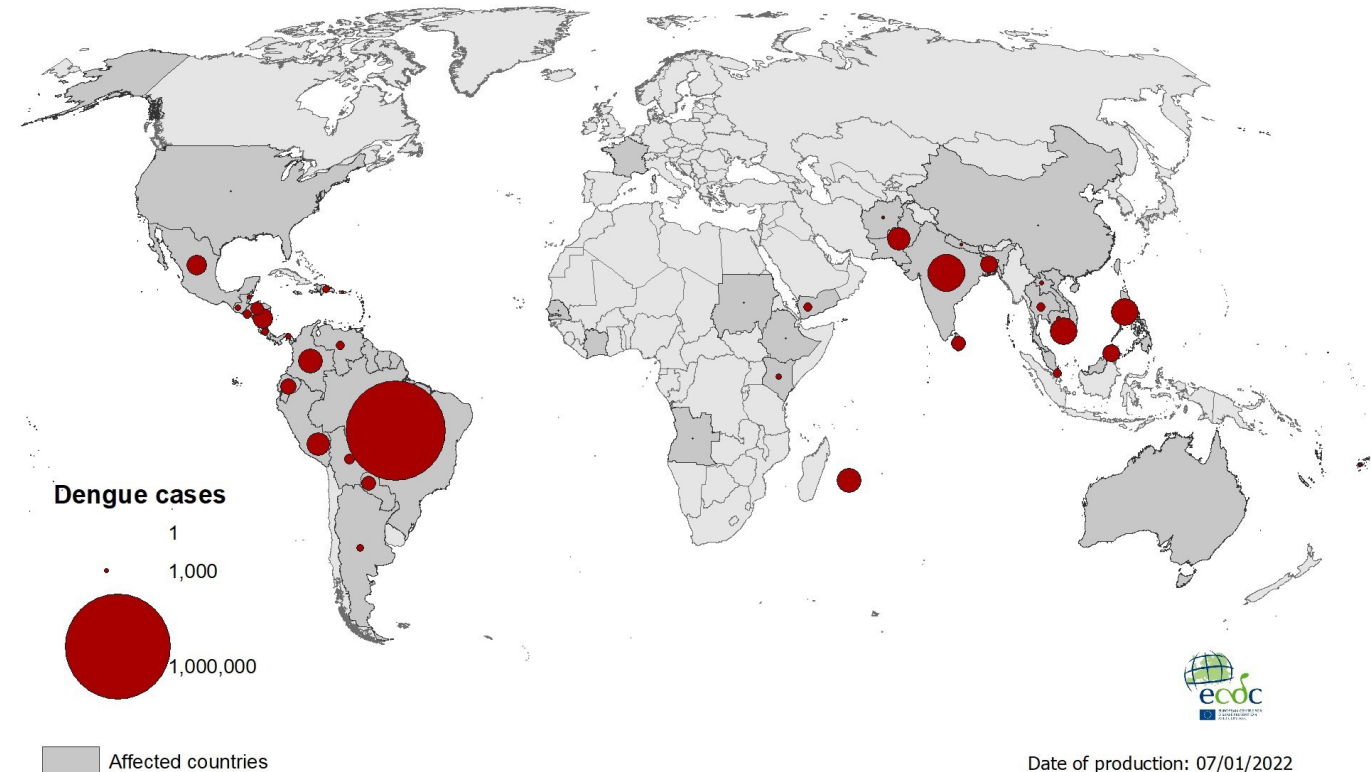 Dengue cases
1
1,000
1,000,000
ecdc
Affected countries
Date of production: 07/01/2022